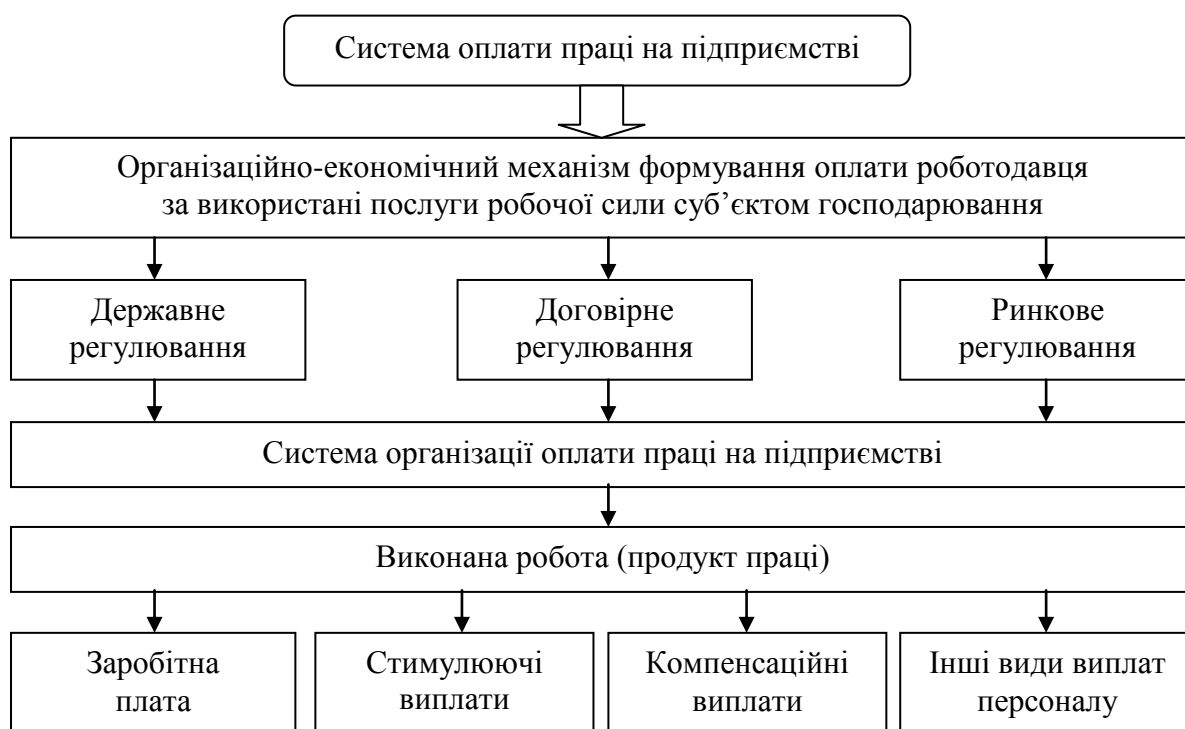 Система оплати праці на підприємстві
Організаційно-економічний механізм формування оплати роботодавця
за використані послуги робочої сили суб’єктом господарювання
Державне
регулювання
Договірне
регулювання
Ринкове
регулювання
Система організації оплати праці на підприємстві
Виконана робота (продукт праці)
Заробітна
плата
Стимулюючі
виплати
Компенсаційні
виплати
Інші види виплат
персоналу